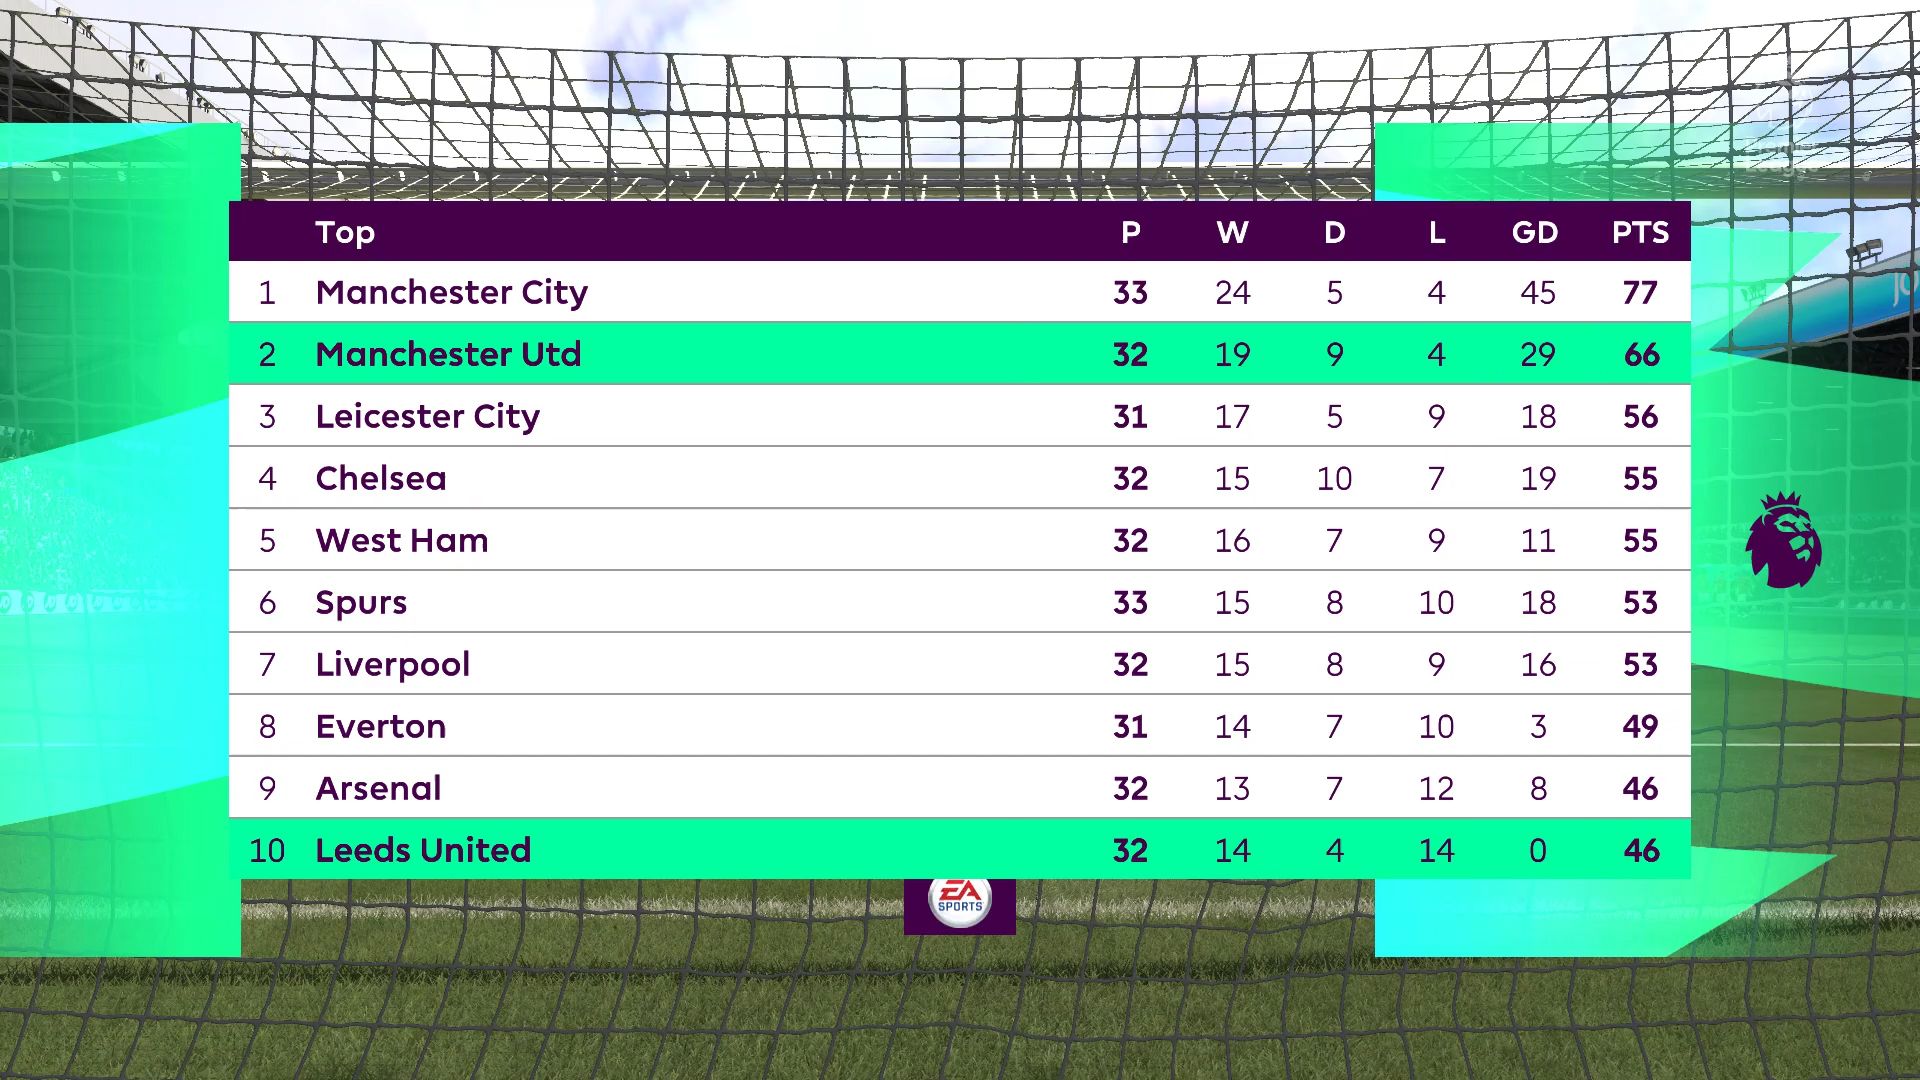 Top P W D L GD PTS
1 Manchester City 33 24 5 4 45 77
2 Manchester Utd 32 19 9 4 29 66
3 Leicester City 31 17 5 9 18 56
4 Chelsea 32 15 10 7 19 55
5 West Ham 32 16 7 9 11 55
6 Spurs 33 15 8 10 18 53
7 Liverpool 32 15 8 9 16 53
8 Everton 31 14 7 10 3 49
9 Arsenal 32 13 7 12 8 46
10 Leeds United 32 14 4 14 0 46
EA
SPORTS
Premier
League